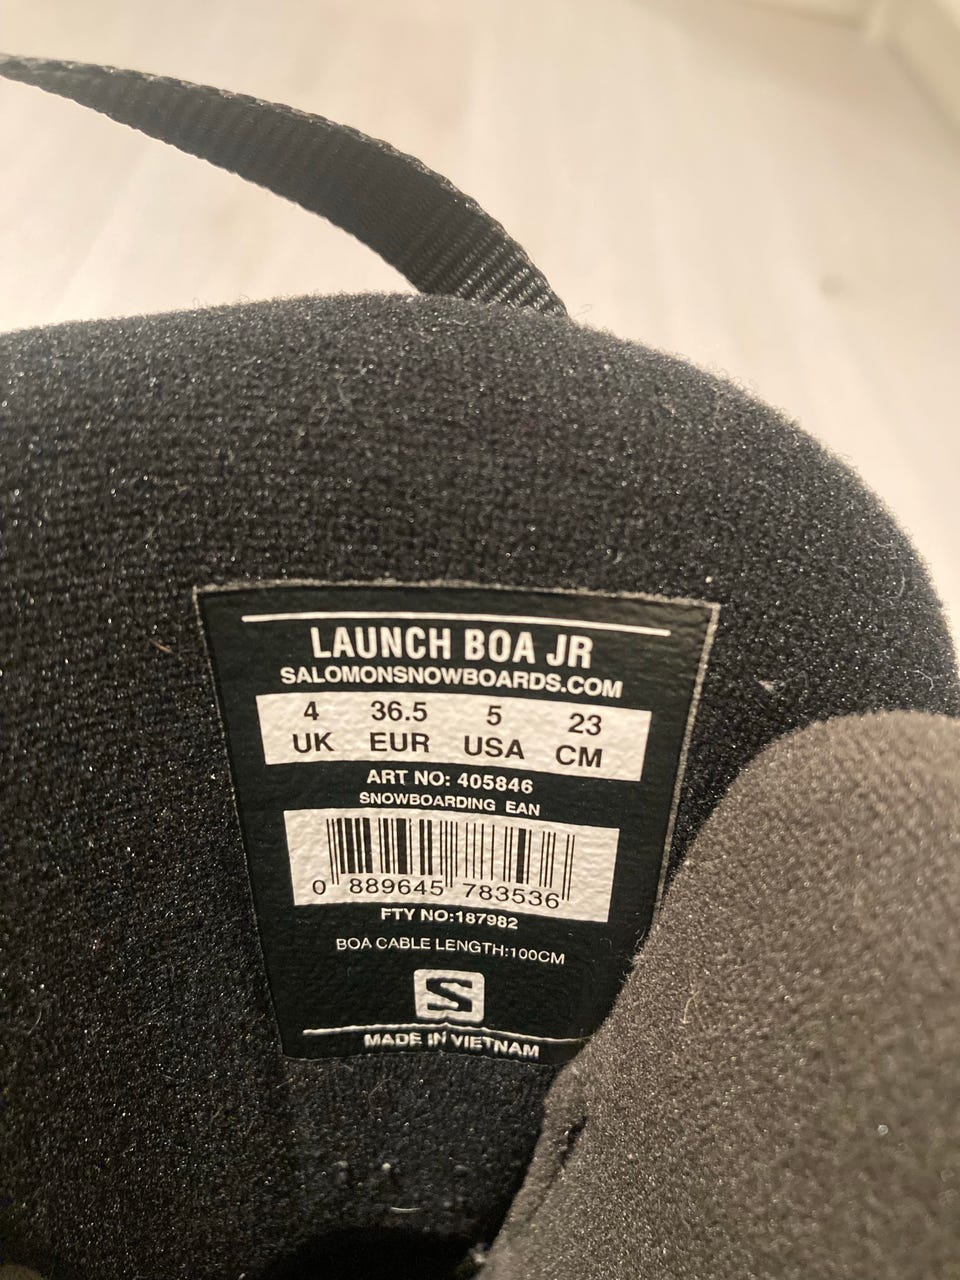 LAUNCH BOA JR
SALOMONSNOWBOARDS.COM
4 36.5 5 23
UK EUR USA CM
ART NO: 405846
SNOWBOARDING EAN
0 889645 783536
FTY NO:187982
BOA CABLE LENGTH:100CM
S
MADE IN VIETNAM